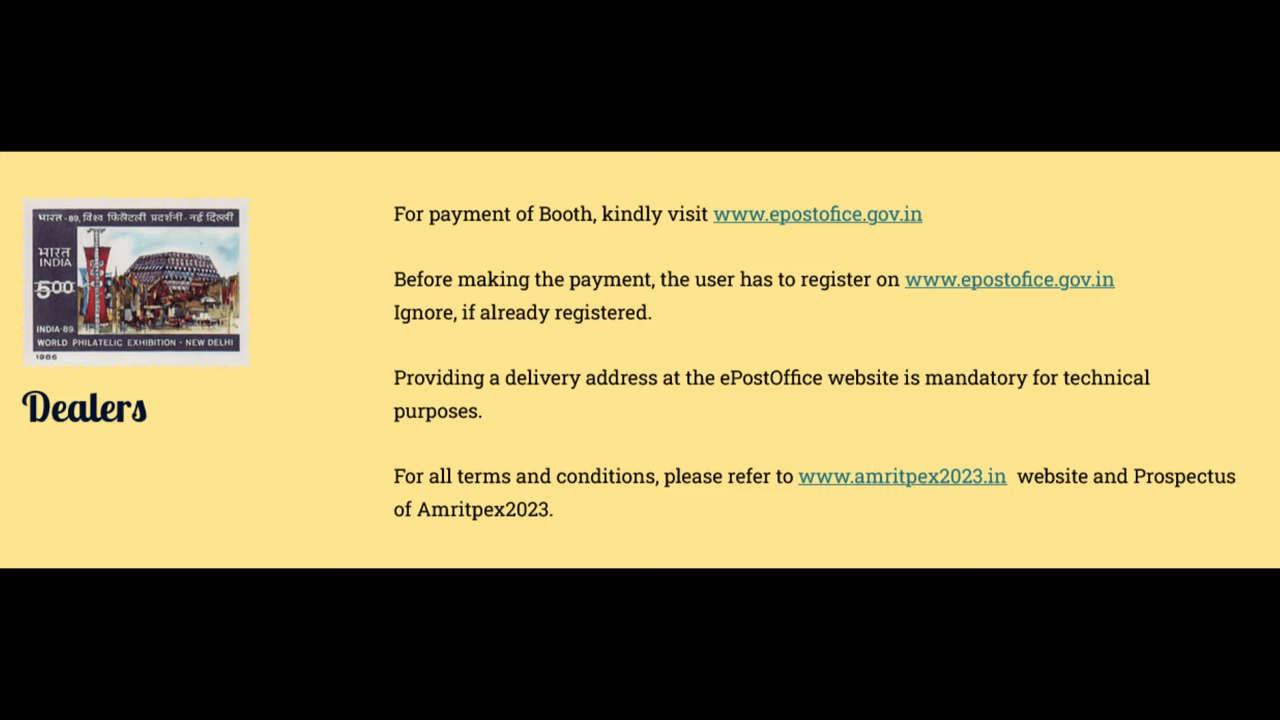 भारत-89, विश्व फिलैटली प्रदर्शनी - नई दिल्ली
भारत
INDIA
500
INDIA-89
WORLD PHILATELIC EXHIBITION - NEW DELHI
1986
Dealers
For payment of Booth, kindly visit www.epostofice.gov.in
Before making the payment, the user has to register on www.epostofice.gov.in
Ignore, if already registered.
Providing a delivery address at the ePostOffice website is mandatory for technical
purposes.
For all terms and conditions, please refer to www.amritpex2023.in website and Prospectus
of Amritpex2023.